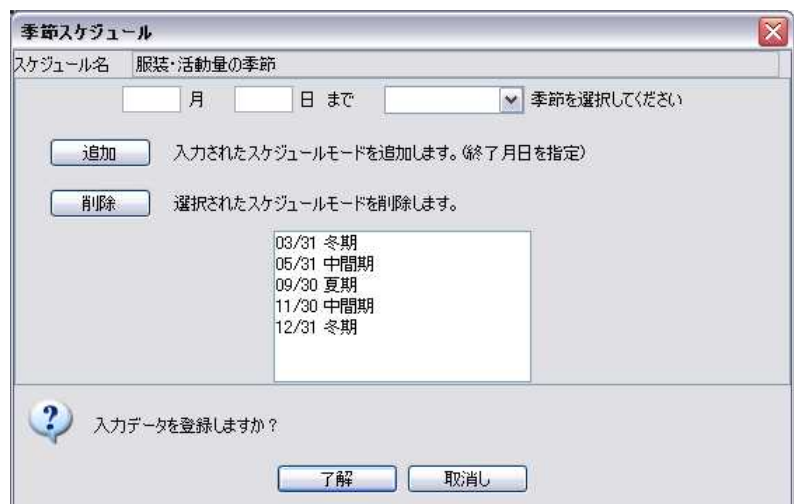 季節スケジュール
スケジュール名 服装・活動量の季節
月 日 まで 季節を選択してください
追加 入力されたスケジュールモードを追加します。(終了月日を指定)
削除 選択されたスケジュールモードを削除します。
03/31 冬期
05/31 中間期
09/30 夏期
11/30 中間期
12/31 冬期
入力データを登録しますか？
了解 取消し